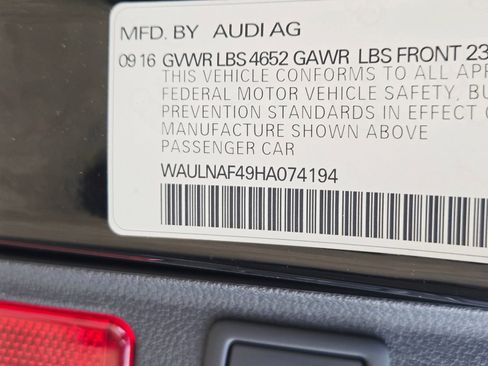 MFD. BY AUDI AG
09 16 GVWR LBS 4652 GAWR LBS FRONT 23
THIS VEHICLE CONFORMS TO ALL APP
FEDERAL MOTOR VEHICLE SAFETY, BU
PREVENTION STANDARDS IN EFFECT O
MANUFACTURE SHOWN ABOVE
PASSENGER CAR
WAULNAF49HA074194